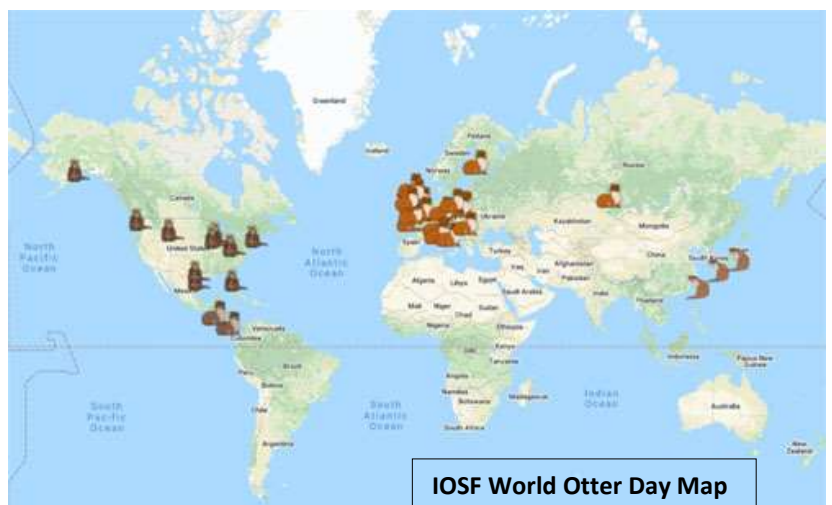 Greenland
Iceland
Finland
Sweden
Norway
Russia
Canada
Ukraine
Kazakhstan
Mongolia
North
Pacific
Ocean
United States
North
Atlantic
Ocean
Spain
Turkey
China
South Korea
Iraq
Iran
Afghanistan
Pakistan
Algeria
Libya
Egypt
Saudi Arabia
India
Thailand
Mali
Niger
Chad
Sudan
Nigeria
Ethiopia
Venezuela
Colombia
DRC
Kenya
Tanzania
Indonesia
Papua New
Guinea
Peru
Brazil
Bolivia
Angola
Namibia
Botswana
Madagascar
South
Pacific
Ocean
South
Atlantic
Ocean
Indian
Ocean
Australia
Chile
South Africa
Argentina
New
Zealand
IOSF World Otter Day Map